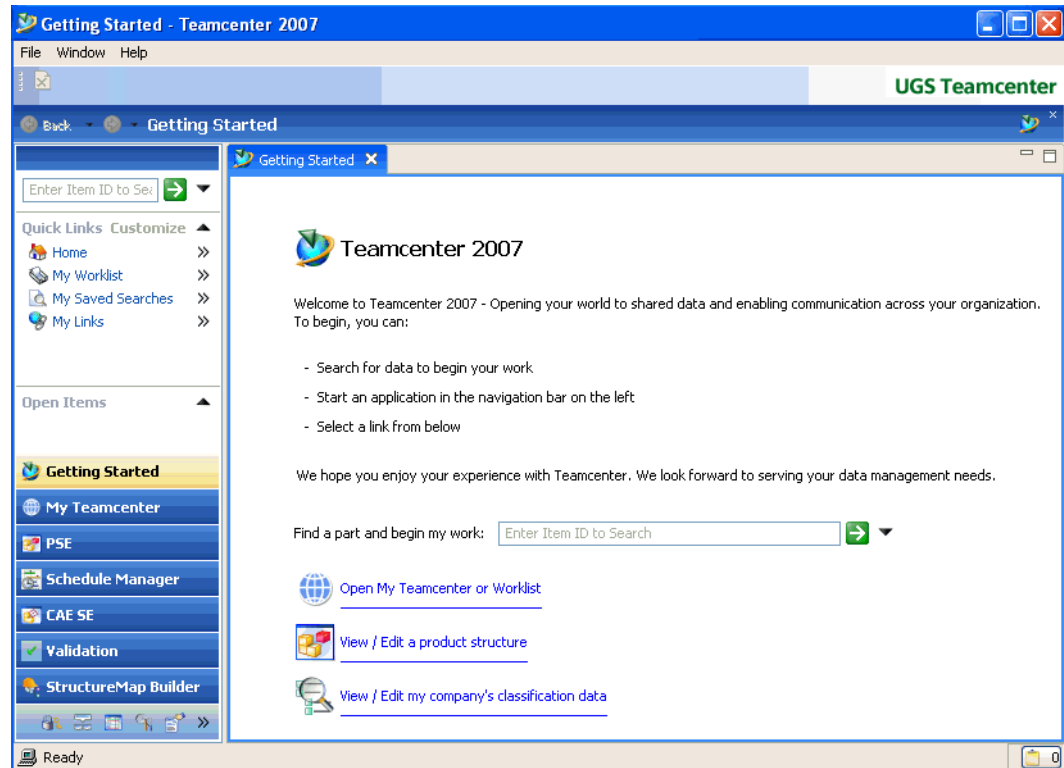 Getting Started - Teamcenter 2007
File Window Help
UGS Teamcenter
Back Getting Started
Getting Started
Enter Item ID to Sea
Quick Links Customize
Home
My Worklist
My Saved Searches
My Links
Open Items
Getting Started
My Teamcenter
PSE
Schedule Manager
CAE SE
Validation
StructureMap Builder
Teamcenter 2007
Welcome to Teamcenter 2007 - Opening your world to shared data and enabling communication across your organization.
To begin, you can:
- Search for data to begin your work
- Start an application in the navigation bar on the left
- Select a link from below
We hope you enjoy your experience with Teamcenter. We look forward to serving your data management needs.
Find a part and begin my work: Enter Item ID to Search
Open My Teamcenter or Worklist
View / Edit a product structure
View / Edit my company's classification data
Ready
0